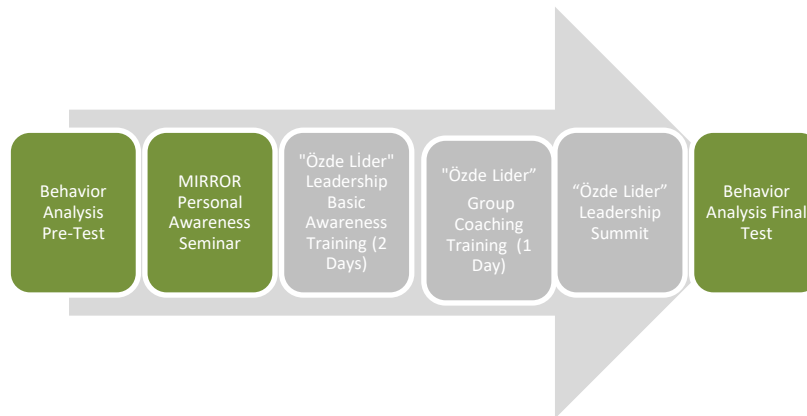 Behavior
Analysis
Pre-Test
MIRROR
Personal
Awareness
Seminar
"Özde Lİder"
Leadership
Basic
Awareness
Training (2
Days)
"Özde Lider”
Group
Coaching
Training (1
Day)
“Özde Lider”
Leadership
Summit
Behavior
Analysis Final
Test